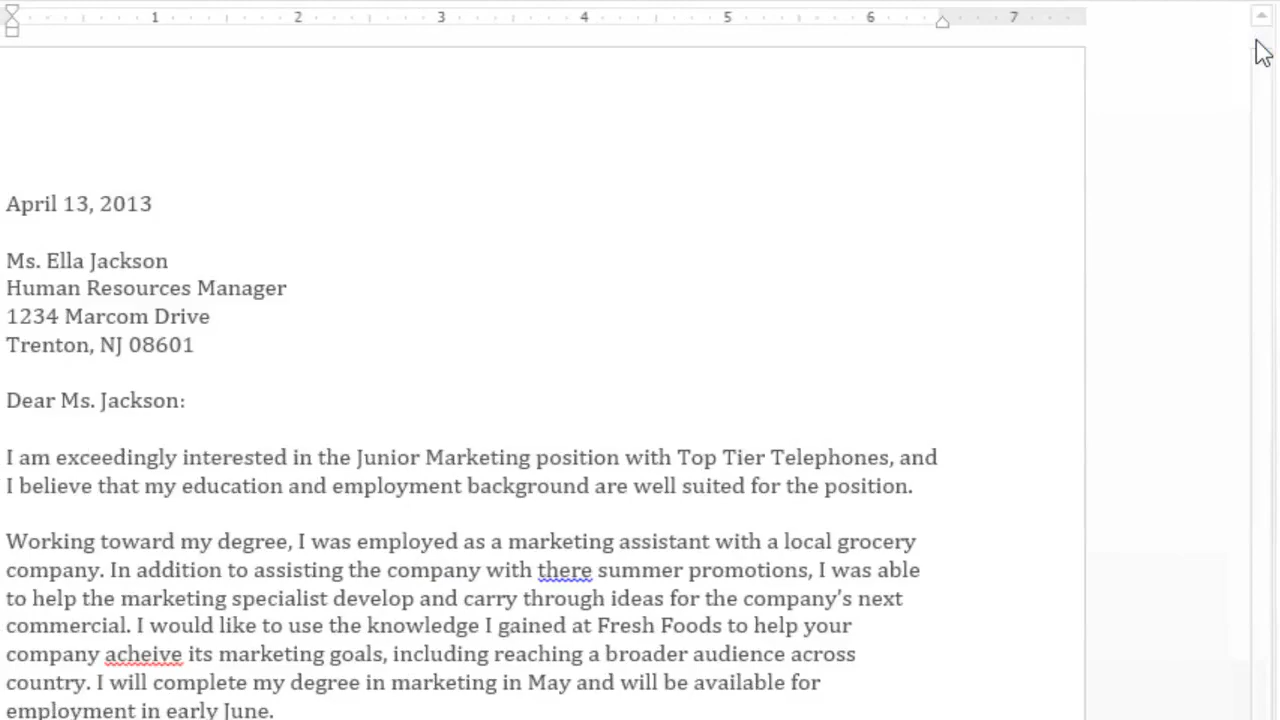 1 2 3 4 5 6 7
April 13, 2013
Ms. Ella Jackson
Human Resources Manager
1234 Marcom Drive
Trenton, NJ 08601
Dear Ms. Jackson:
I am exceedingly interested in the Junior Marketing position with Top Tier Telephones, and
I believe that my education and employment background are well suited for the position.
Working toward my degree, I was employed as a marketing assistant with a local grocery
company. In addition to assisting the company with there summer promotions, I was able
to help the marketing specialist develop and carry through ideas for the company’s next
commercial. I would like to use the knowledge I gained at Fresh Foods to help your
company acheive its marketing goals, including reaching a broader audience across
country. I will complete my degree in marketing in May and will be available for
employment in early June.